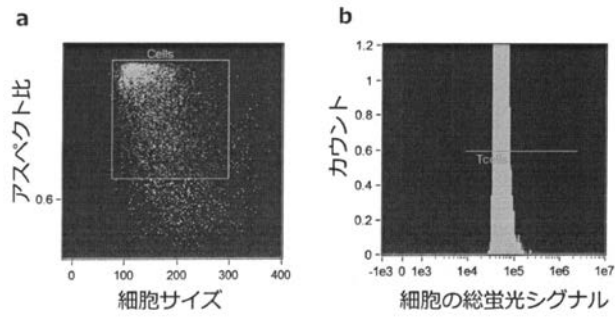 a
Cells
アスペクト比
0.6
0
100
200
300
400
細胞サイズ
b
1.2
1
0.8
0.6
0.4
0.2
0
カウント
Tcells
-1e3 0 1e3
1e4
1e5
1e6
1e7
細胞の総蛍光シグナル